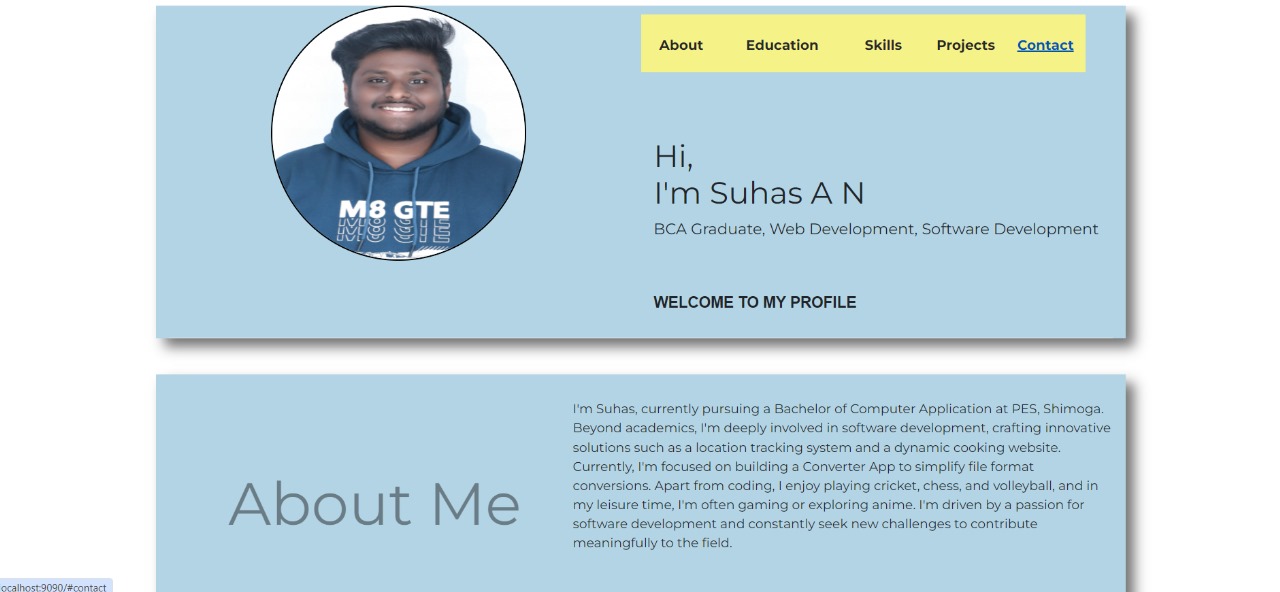 About Education Skills Projects Contact
M8 GTE
M8 GTE
M8 GTE
Hi,
I'm Suhas A N
BCA Graduate, Web Development, Software Development
WELCOME TO MY PROFILE
About Me
I'm Suhas, currently pursuing a Bachelor of Computer Application at PES, Shimoga.
Beyond academics, I'm deeply involved in software development, crafting innovative
solutions such as a location tracking system and a dynamic cooking website.
Currently, I'm focused on building a Converter App to simplify file format
conversions. Apart from coding, I enjoy playing cricket, chess, and volleyball, and in
my leisure time, I'm often gaming or exploring anime. I'm driven by a passion for
software development and constantly seek new challenges to contribute
meaningfully to the field.
ocalhost:9090/#contact